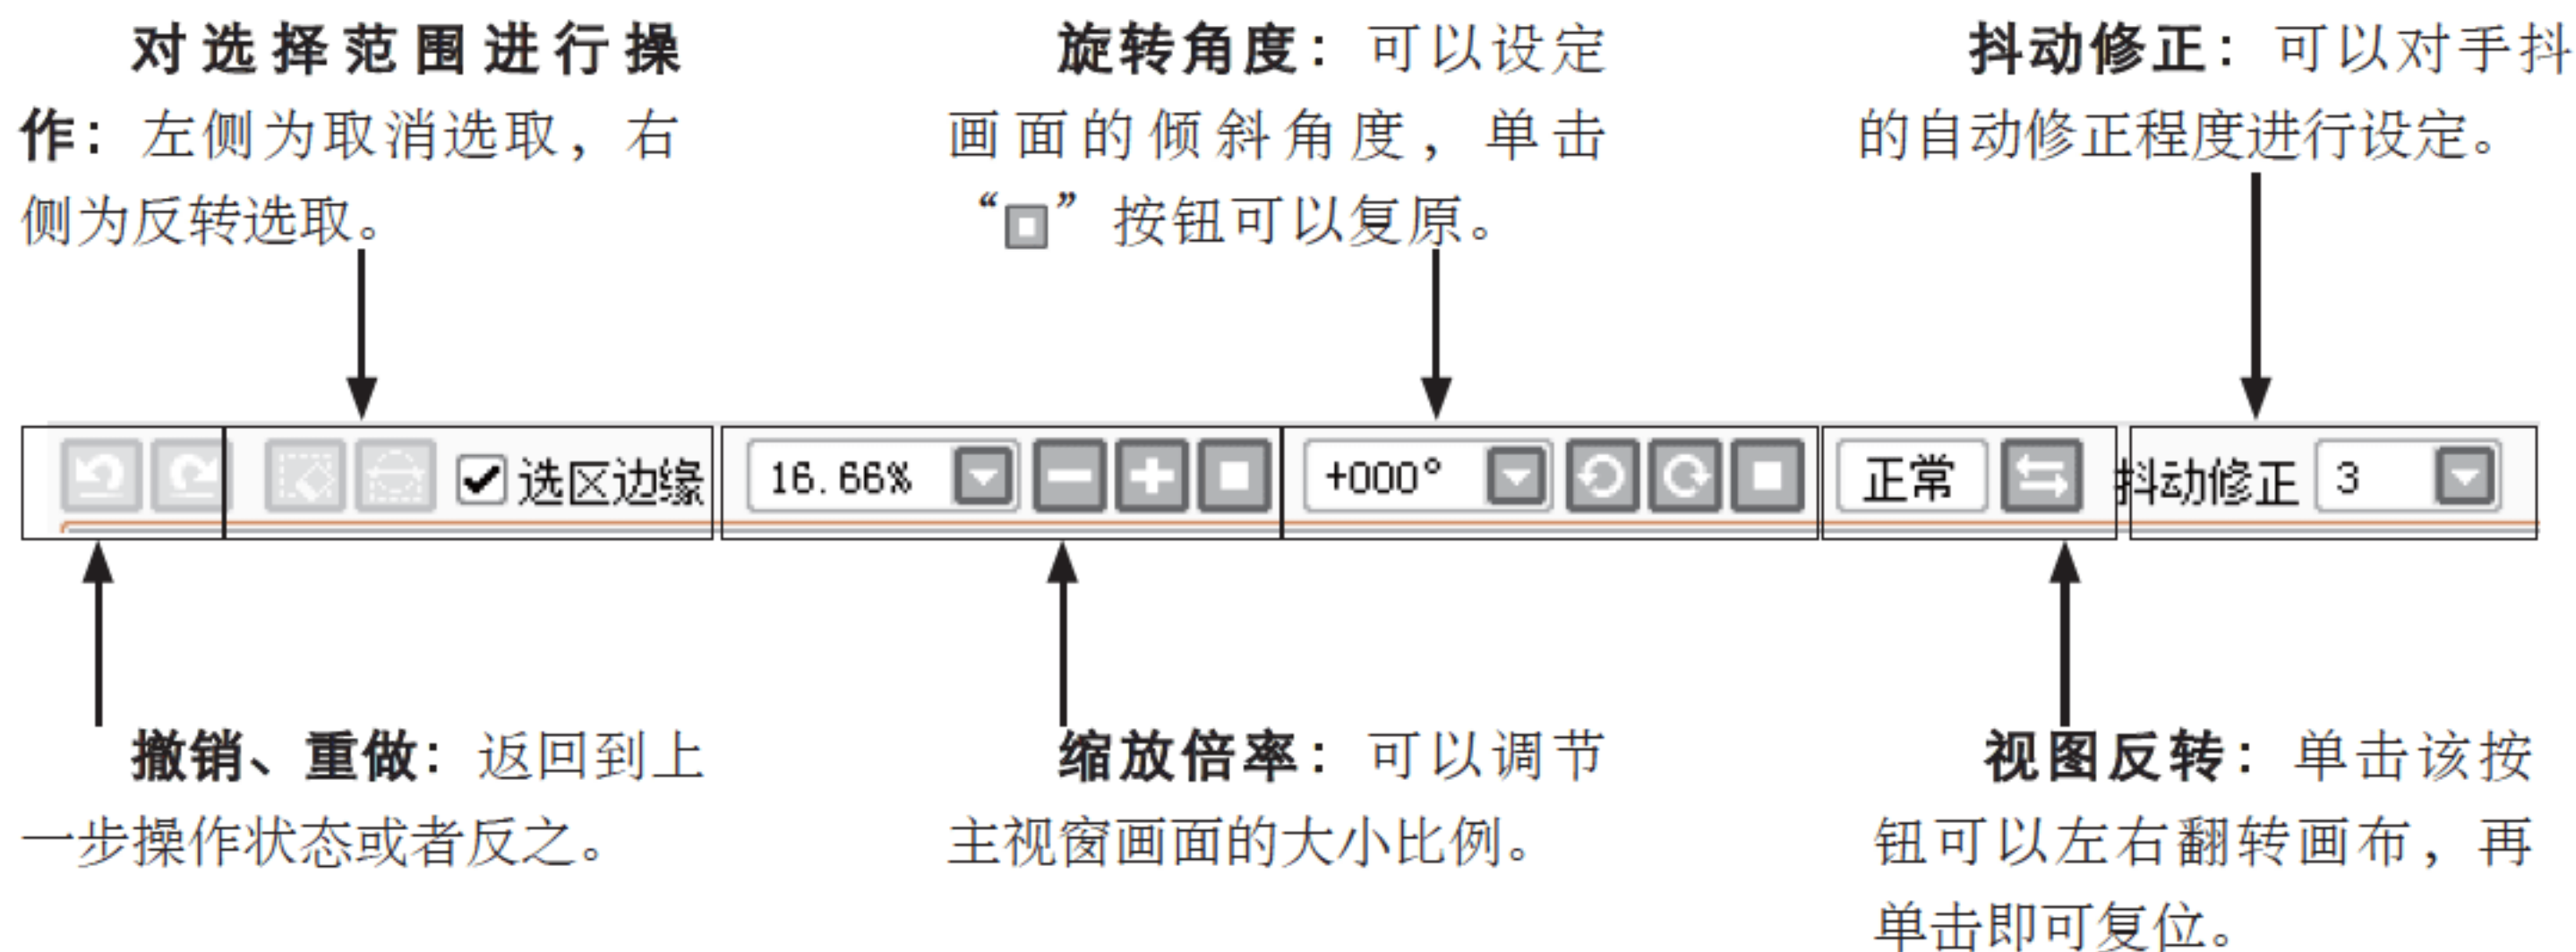 对选择范围进行操
作：左侧为取消选取，右
侧为反转选取。
旋转角度：可以设定
画面的倾斜角度，单击
“ ”按钮可以复原。
抖动修正：可以对手抖
的自动修正程度进行设定。
选区边缘
16.66%
+000°
正常
抖动修正 3
撤销、重做：返回到上
一步操作状态或者反之。
缩放倍率：可以调节
主视窗画面的大小比例。
视图反转：单击该按
钮可以左右翻转画布，再
单击即可复位。